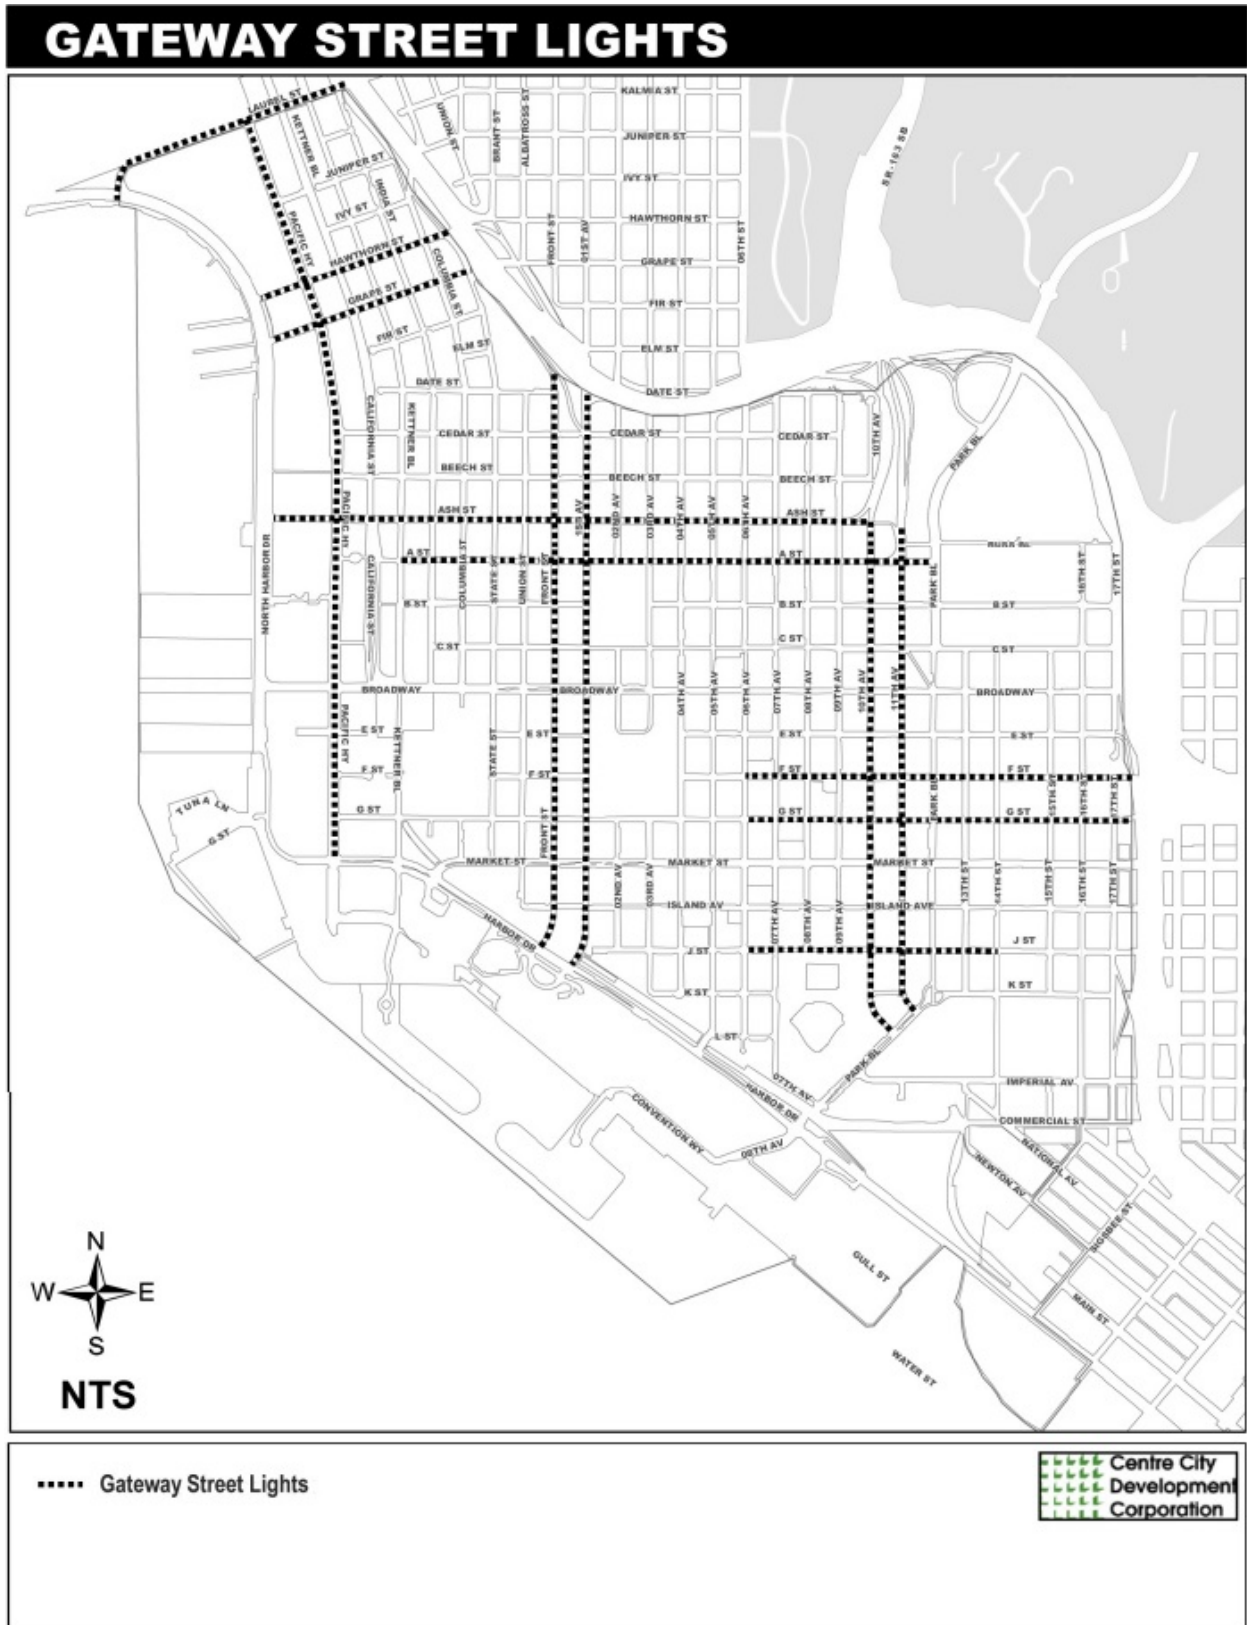 GATEWAY STREET LIGHTS
KALMIA ST
LAUREL ST
UNION ST
BRANT ST
ALBATROSS ST
KETTNER BL
JUNIPER ST
SR-163 SB
JUNIPER ST
IVY ST
INDIA ST
IVY ST
HAWTHORN ST
PACIFIC HY
FRONT ST
01ST AV
06TH ST
HAWTHORN ST
COLUMBIA ST
GRAPE ST
GRAPE ST
FIR ST
FIR ST
ELM ST
ELM ST
DATE ST
DATE ST
CALIFORNIA ST
KETTNER BL
CEDAR ST
CEDAR ST
CEDAR ST
10TH AV
PARK BL
BEECH ST
BEECH ST
BEECH ST
PACIFIC HY
ASH ST
02ND AV
03RD AV
04TH AV
05TH AV
06TH AV
ASH ST
NORTH HARBOR DR
A ST
CALIFORNIA ST
COLUMBIA ST
STATE ST
UNION ST
FRONT ST
A ST
PARK BL
16TH ST
17TH ST
B ST
B ST
B ST
C ST
C ST
C ST
BROADWAY
BROADWAY
04TH AV
05TH AV
06TH AV
07TH AV
08TH AV
09TH AV
10TH AV
11TH AV
BROADWAY
PACIFIC HY
E ST
KETTNER BL
STATE ST
E ST
E ST
E ST
F ST
F ST
F ST
F ST
TUNA LN
G ST
G ST
FRONT ST
G ST
PARK BL
G ST
15TH ST
16TH ST
17TH ST
MARKET ST
MARKET ST
MARKET ST
02ND AV
03RD AV
13TH ST
14TH ST
15TH ST
16TH ST
17TH ST
ISLAND AV
07TH AV
08TH AV
09TH AV
ISLAND AVE
HARBOR DR
J ST
J ST
K ST
K ST
L ST
PARK BL
07TH AV
HARBOR DR
IMPERIAL AV
CONVENTION WY
08TH AV
COMMERCIAL ST
NATIONAL AV
NEWTON AV
SIGSBEE ST
GULL ST
MAIN ST
WATER ST
N
W E
S
NTS
Gateway Street Lights
Centre City
Development
Corporation